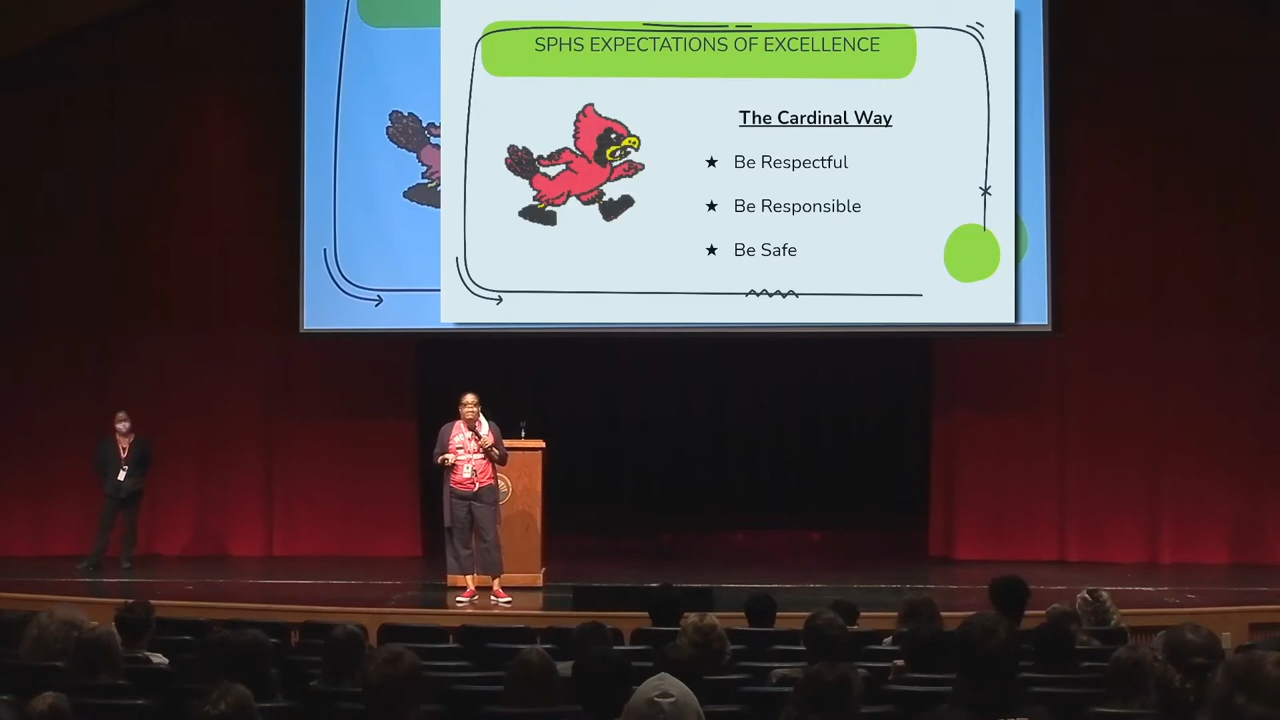 SPHS EXPECTATIONS OF EXCELLENCE
The Cardinal Way
★ Be Respectful
★ Be Responsible
★ Be Safe